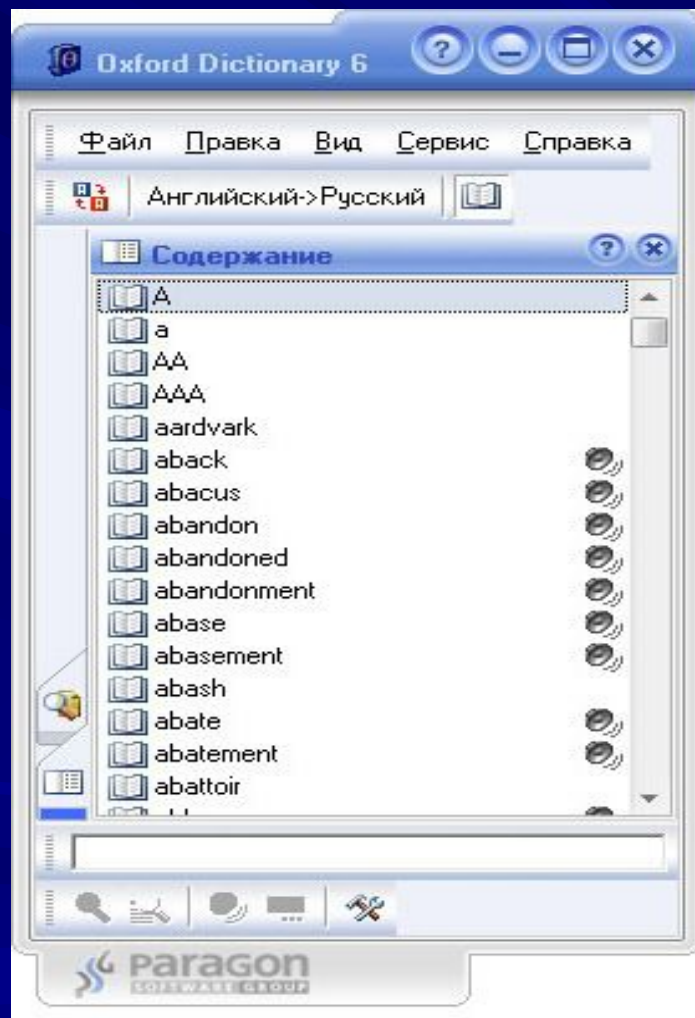 Oxford Dictionary 6
Файл Правка Вид Сервис Справка
Английский->Русский
Содержание
A
a
AA
AAA
aardvark
aback
abacus
abandon
abandoned
abandonment
abase
abasement
abash
abate
abatement
abattoir
paragon
SOFTWARE GROUP